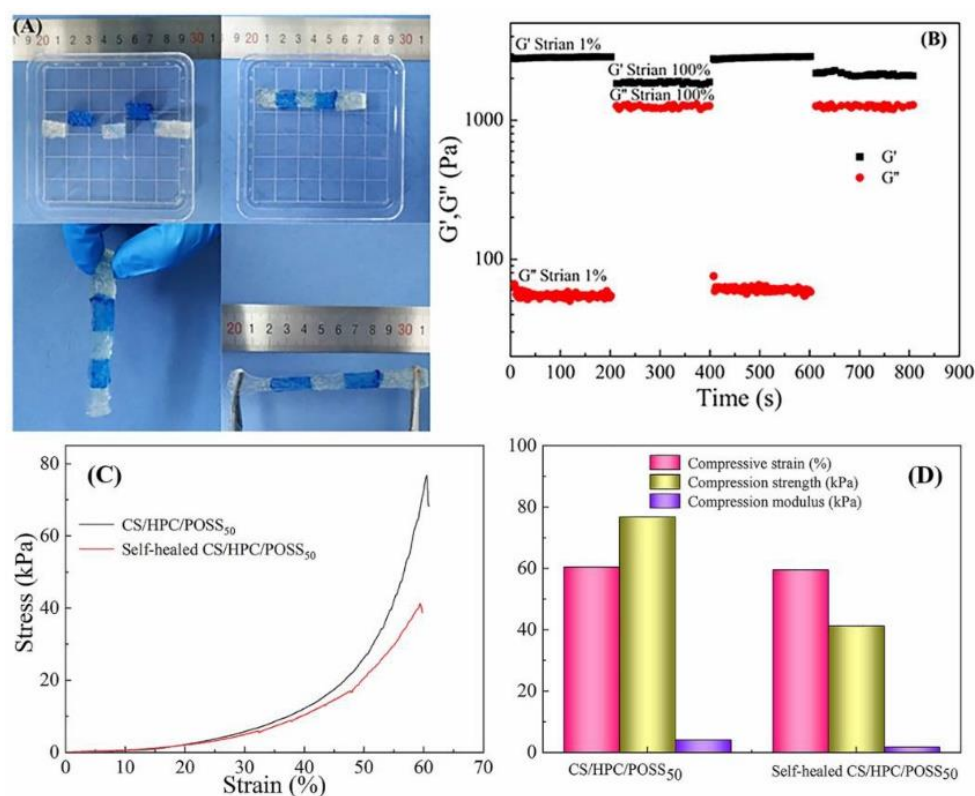 (A)
1 9 20 1 2 3 4 5 6 7 8 9 30 1
9 20 1 2 3 4 5 6 7 8 9 30 1
20 1 2 3 4 5 6 7 8 9 30 1
(B)
G' Strian 1%
G' Strian 100%
G'' Strian 100%
G'' Strian 1%
G'
G''
1000
100
G',G'' (Pa)
0 100 200 300 400 500 600 700 800 900
Time (s)
(C)
CS/HPC/POSS50
Self-healed CS/HPC/POSS50
80
60
40
20
0
Stress (kPa)
0 10 20 30 40 50 60 70
Strain (%)
(D)
Compressive strain (%)
Compression strength (kPa)
Compression modulus (kPa)
100
80
60
40
20
0
CS/HPC/POSS50
Self-healed CS/HPC/POSS50